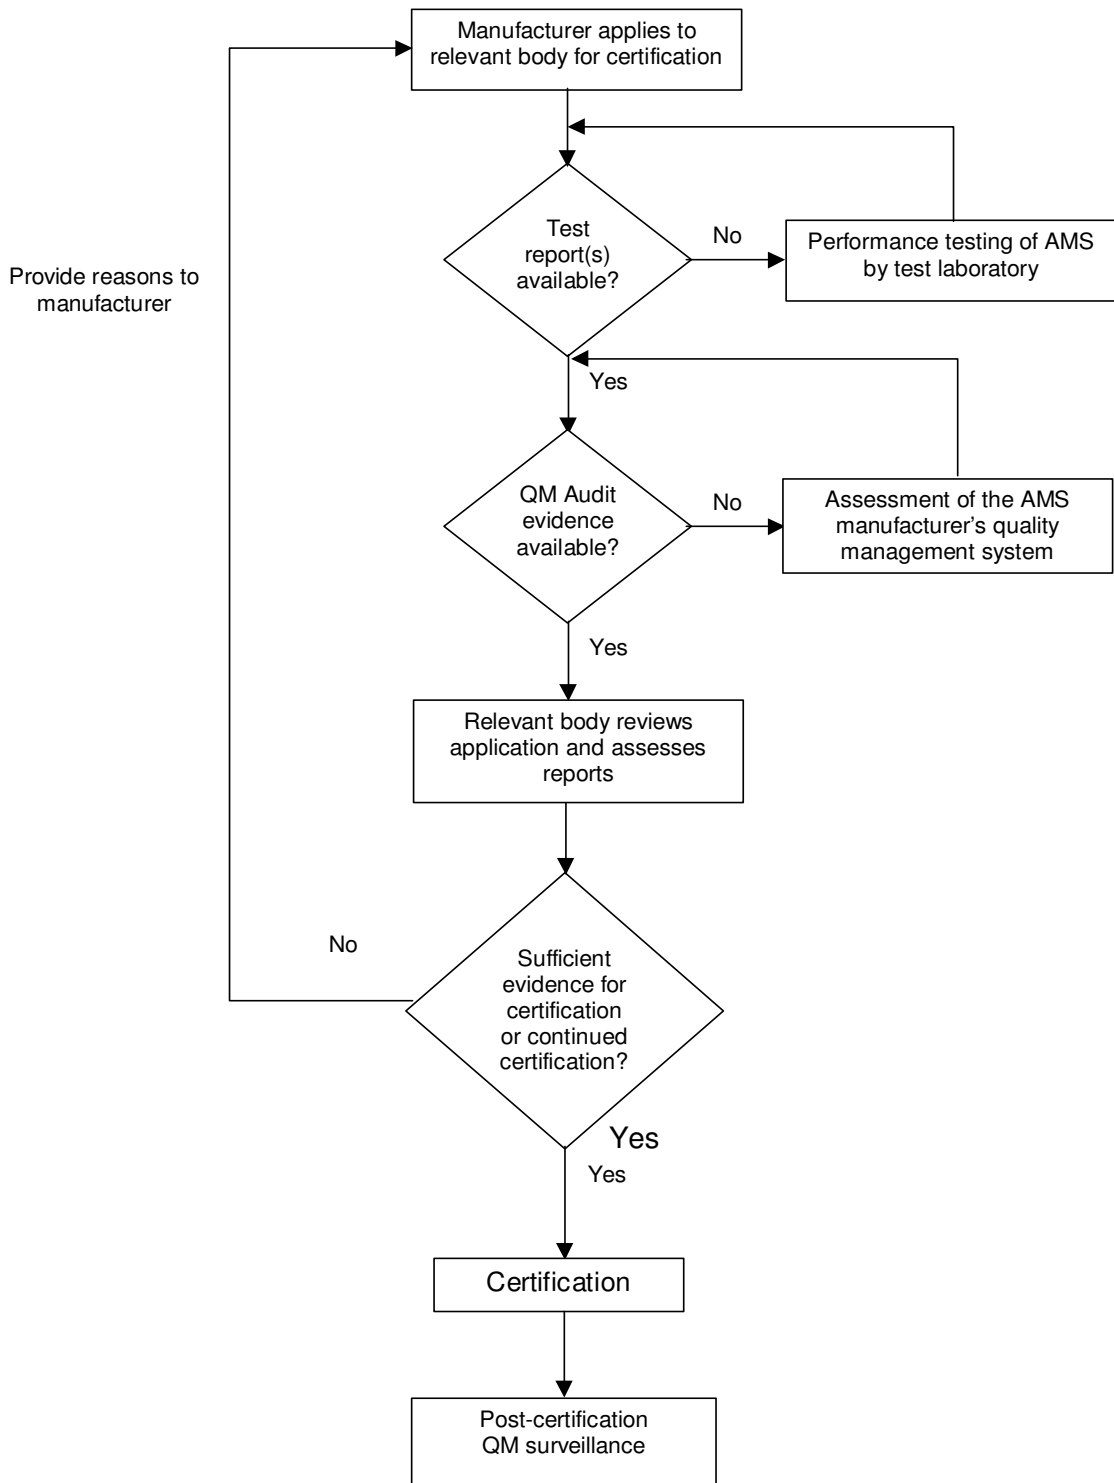 Manufacturer applies to
relevant body for certification
Test
report(s)
available?
No
Performance testing of AMS
by test laboratory
Provide reasons to
manufacturer
Yes
QM Audit
evidence
available?
No
Assessment of the AMS
manufacturer’s quality
management system
Yes
Relevant body reviews
application and assesses
reports
No
Sufficient
evidence for
certification
or continued
certification?
Yes
Yes
Certification
Post-certification
QM surveillance